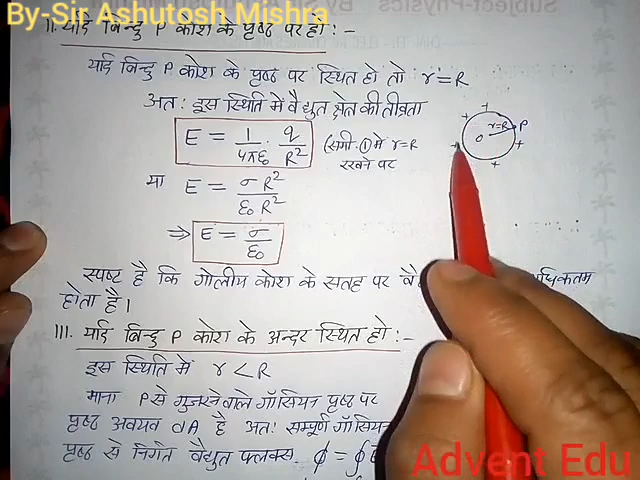 By-Sir Ashutosh Mishra
II. यदि बिन्दु P कोश के पृष्ठ पर हो :-
यदि बिन्दु P कोश के पृष्ठ पर स्थित हो तो r=R
अतः इस स्थिति में वैद्युत क्षेत्र की तीव्रता
E = 1/4πε₀ · q/R² (समी. ① में r=R
रखने पर
या E = σR²/ε₀R²
⇒ E = σ/ε₀
r=R P
O
स्पष्ट है कि गोलीय कोश के सतह पर वै धिकतम
होता है।
III. यदि बिन्दु P कोश के अन्दर स्थित हो :-
इस स्थिति में r < R
माना P से गुजरने वाले गॉसियन पृष्ठ पर
पृष्ठ अवयव dA है अतः सम्पूर्ण गॉसियन
पृष्ठ से निर्गत वैद्युत फ्लक्स ϕ = ∮
Advent Edu